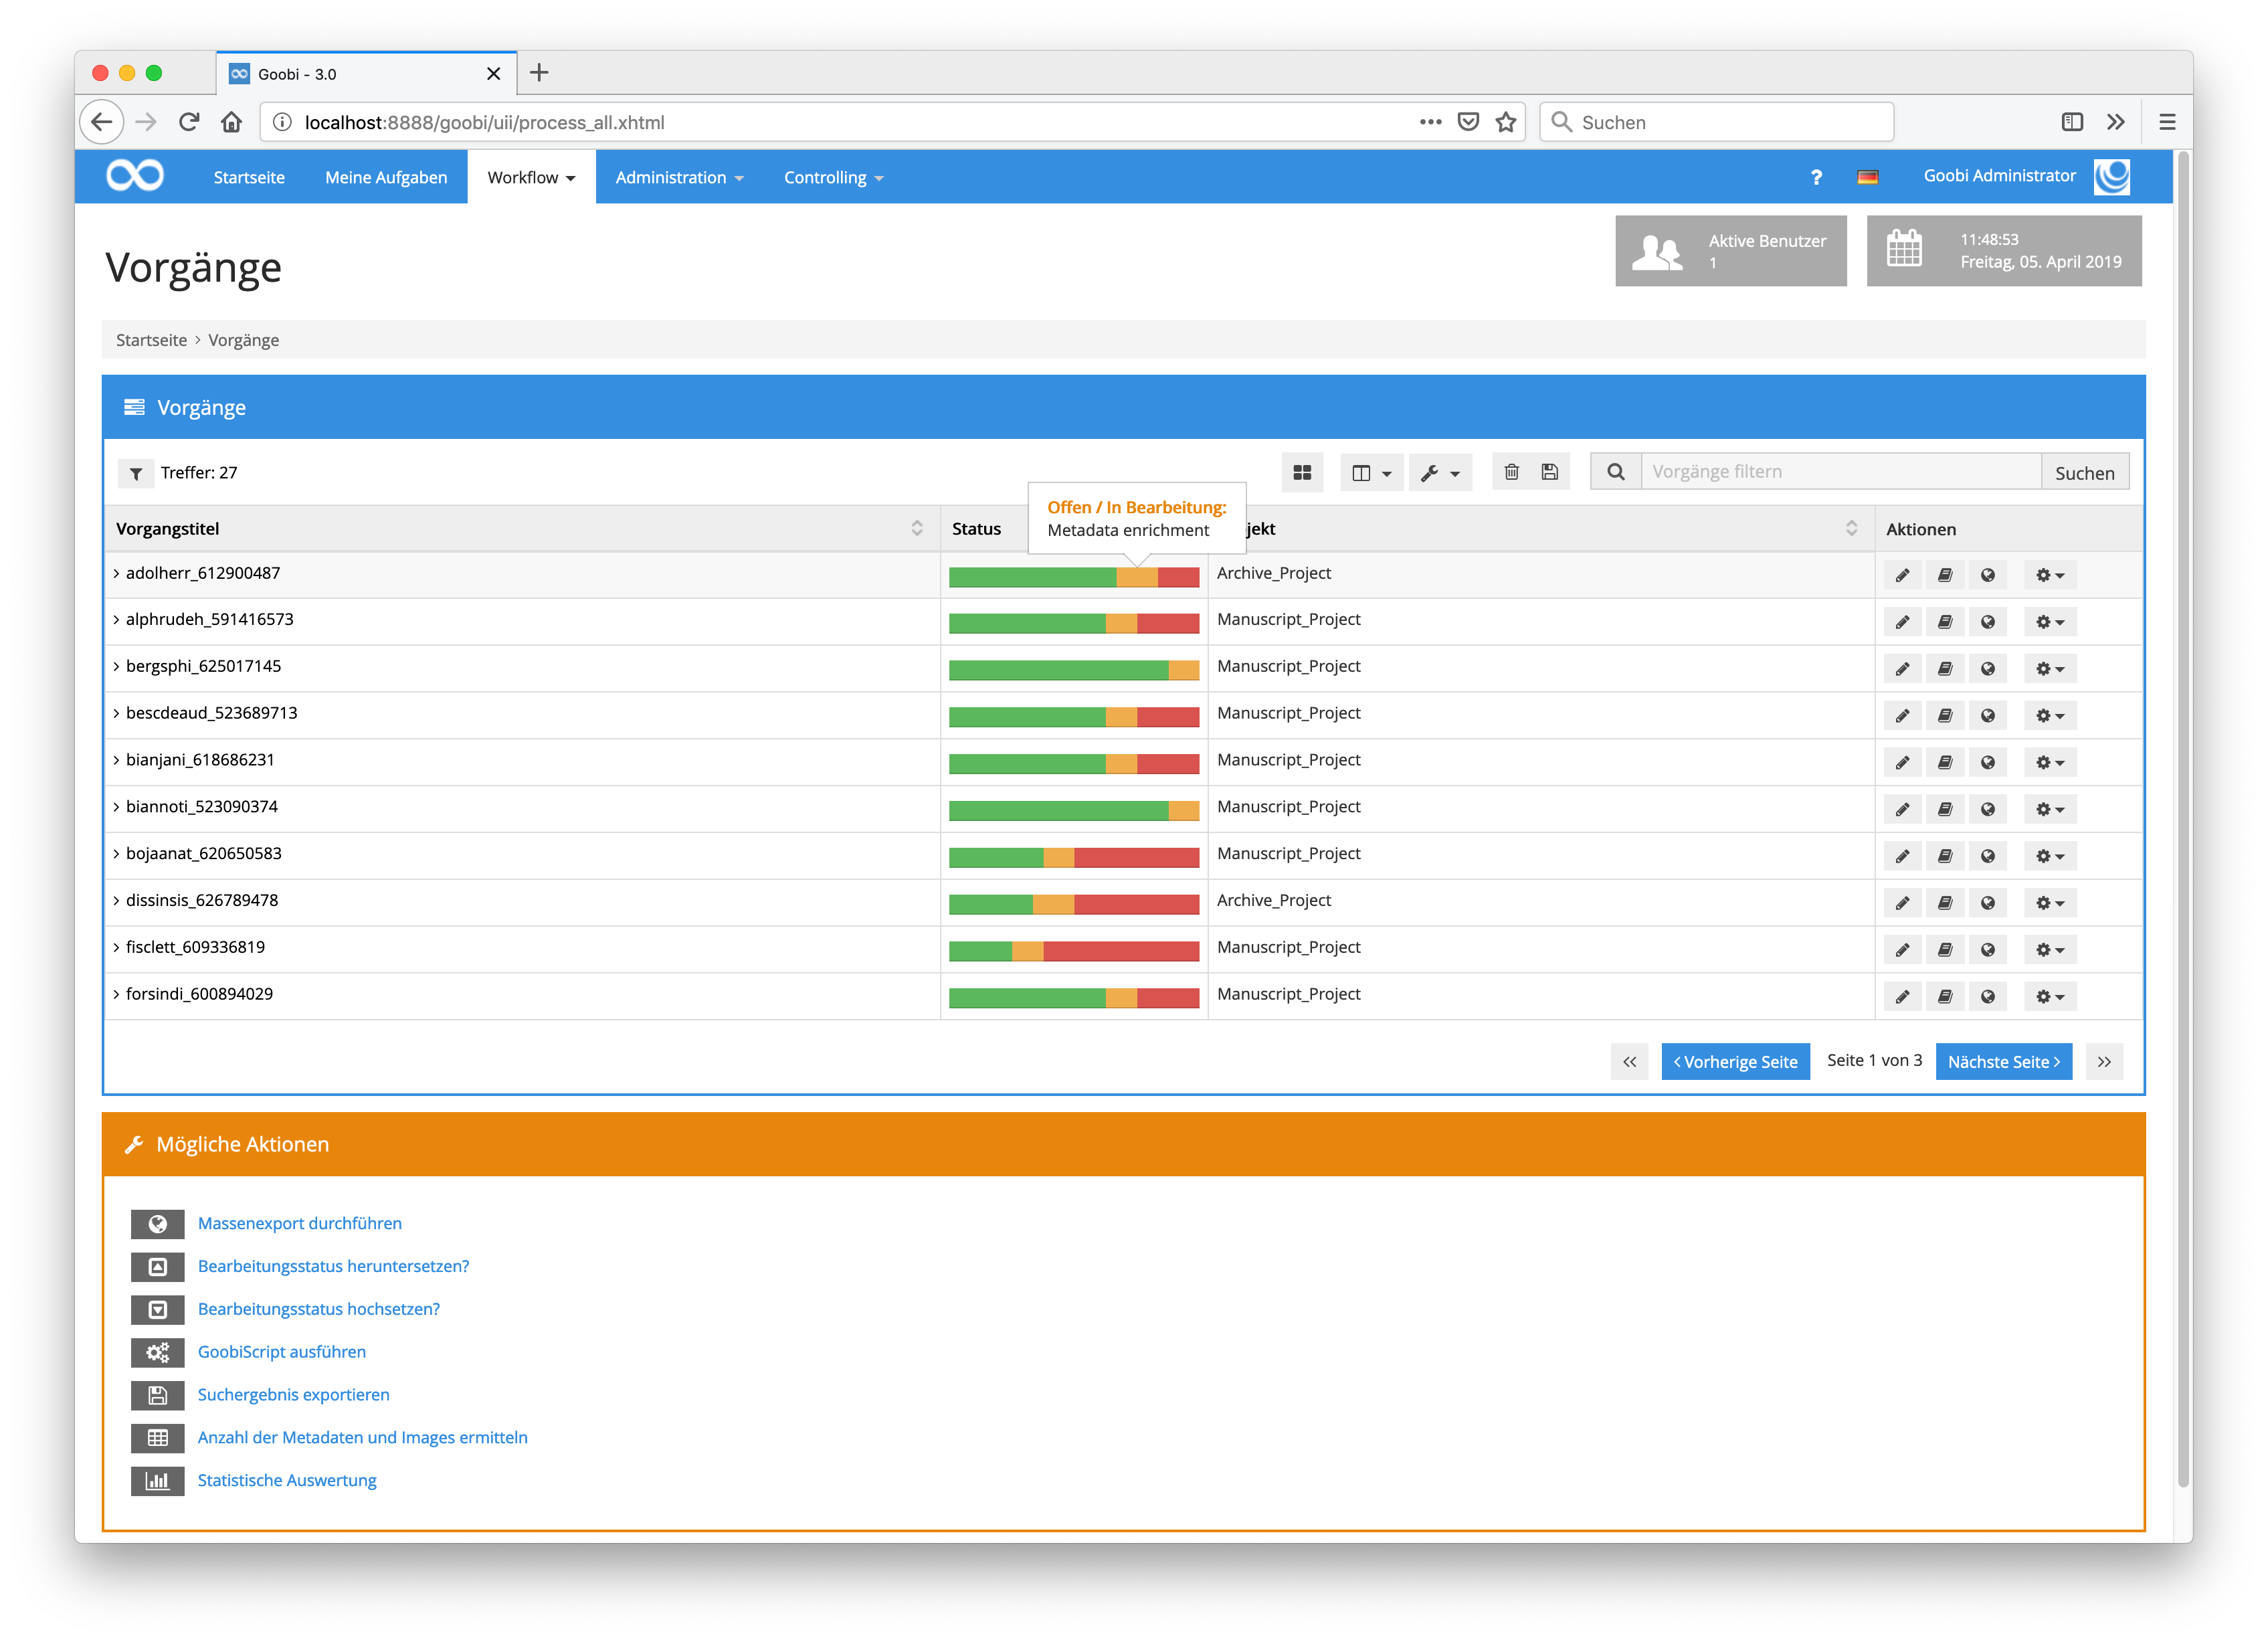 Goobi - 3.0
localhost:8888/goobi/uii/process_all.xhtml
Suchen
Startseite
Meine Aufgaben
Workflow
Administration
Controlling
?
Goobi Administrator
Vorgänge
Aktive Benutzer
1
11:48:53
Freitag, 05. April 2019
Startseite > Vorgänge
Vorgänge
Treffer: 27
Vorgänge filtern
Suchen
Offen / In Bearbeitung:
Metadata enrichment
Vorgangstitel
Status
jekt
Aktionen
adolherr_612900487
Archive_Project
alphrudeh_591416573
Manuscript_Project
bergsphi_625017145
Manuscript_Project
bescdeaud_523689713
Manuscript_Project
bianjani_618686231
Manuscript_Project
biannoti_523090374
Manuscript_Project
bojaanat_620650583
Manuscript_Project
dissinsis_626789478
Archive_Project
fisclett_609336819
Manuscript_Project
forsindi_600894029
Manuscript_Project
Vorherige Seite
Seite 1 von 3
Nächste Seite
Mögliche Aktionen
Massenexport durchführen
Bearbeitungsstatus heruntersetzen?
Bearbeitungsstatus hochsetzen?
GoobiScript ausführen
Suchergebnis exportieren
Anzahl der Metadaten und Images ermitteln
Statistische Auswertung